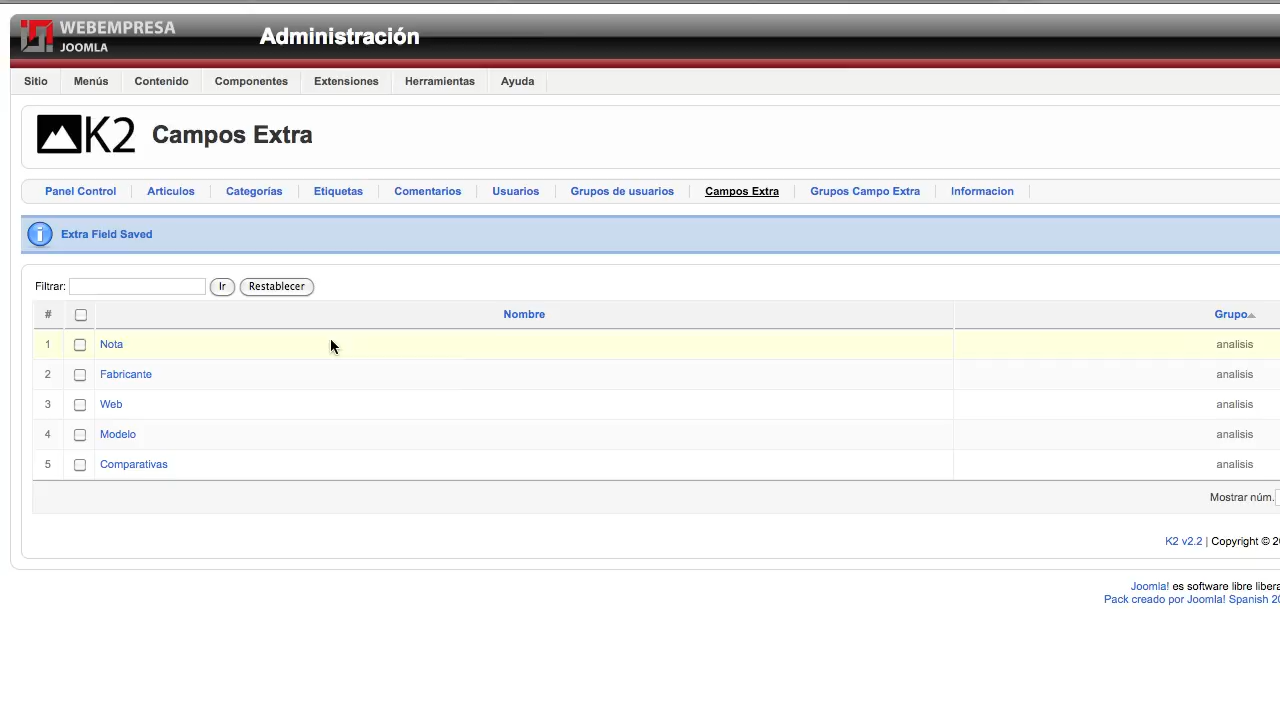 WEBEMPRESA
JOOMLA
Administración
Sitio Menús Contenido Componentes Extensiones Herramientas Ayuda
K2 Campos Extra
Panel Control Articulos Categorías Etiquetas Comentarios Usuarios Grupos de usuarios Campos Extra Grupos Campo Extra Informacion
i Extra Field Saved
Filtrar: Ir Restablecer
# Nombre Grupo
1 Nota analisis
2 Fabricante analisis
3 Web analisis
4 Modelo analisis
5 Comparativas analisis
Mostrar núm.
K2 v2.2 | Copyright © 2
Joomla! es software libre libera
Pack creado por Joomla! Spanish 20